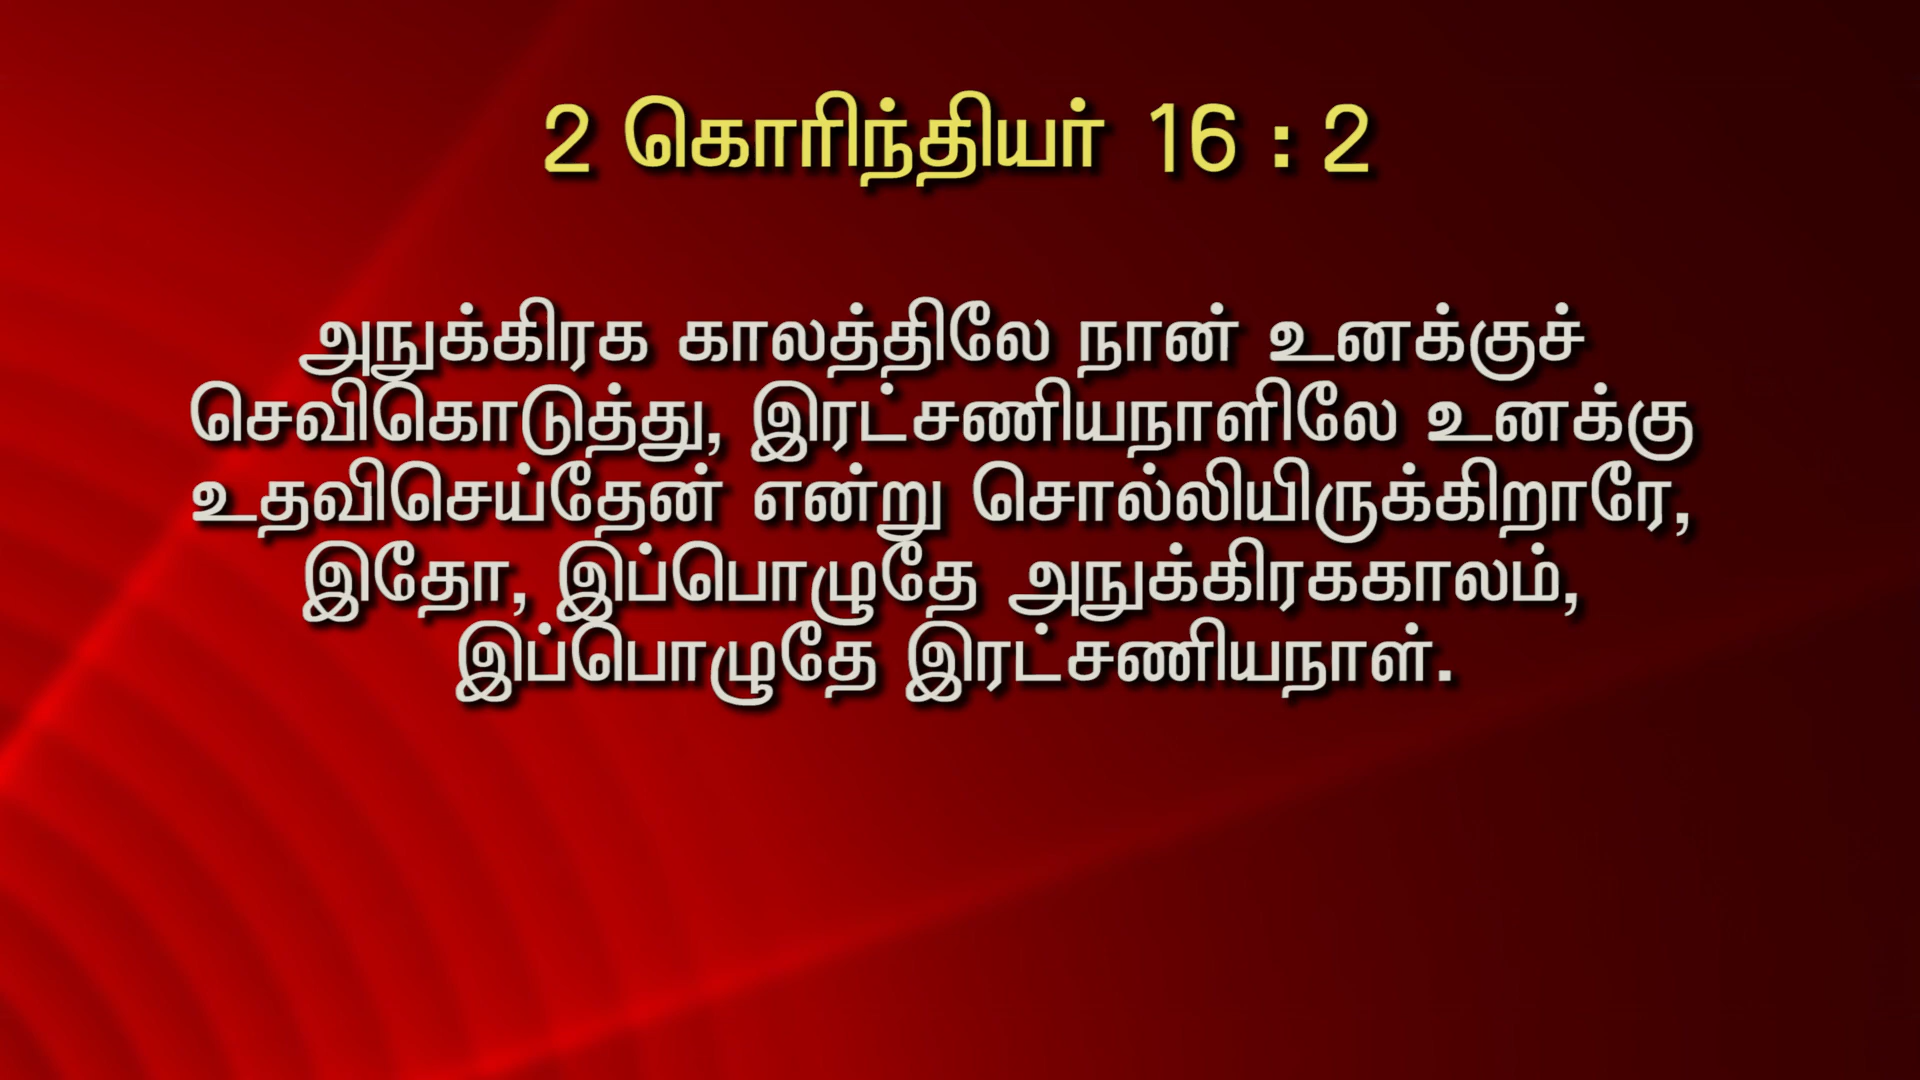 2 கொரிந்தியர் 16 : 2
அநுக்கிரக காலத்திலே நான் உனக்குச்
செவிகொடுத்து, இரட்சணியநாளிலே உனக்கு
உதவிசெய்தேன் என்று சொல்லியிருக்கிறாரே,
இதோ, இப்பொழுதே அநுக்கிரககாலம்,
இப்பொழுதே இரட்சணியநாள்.